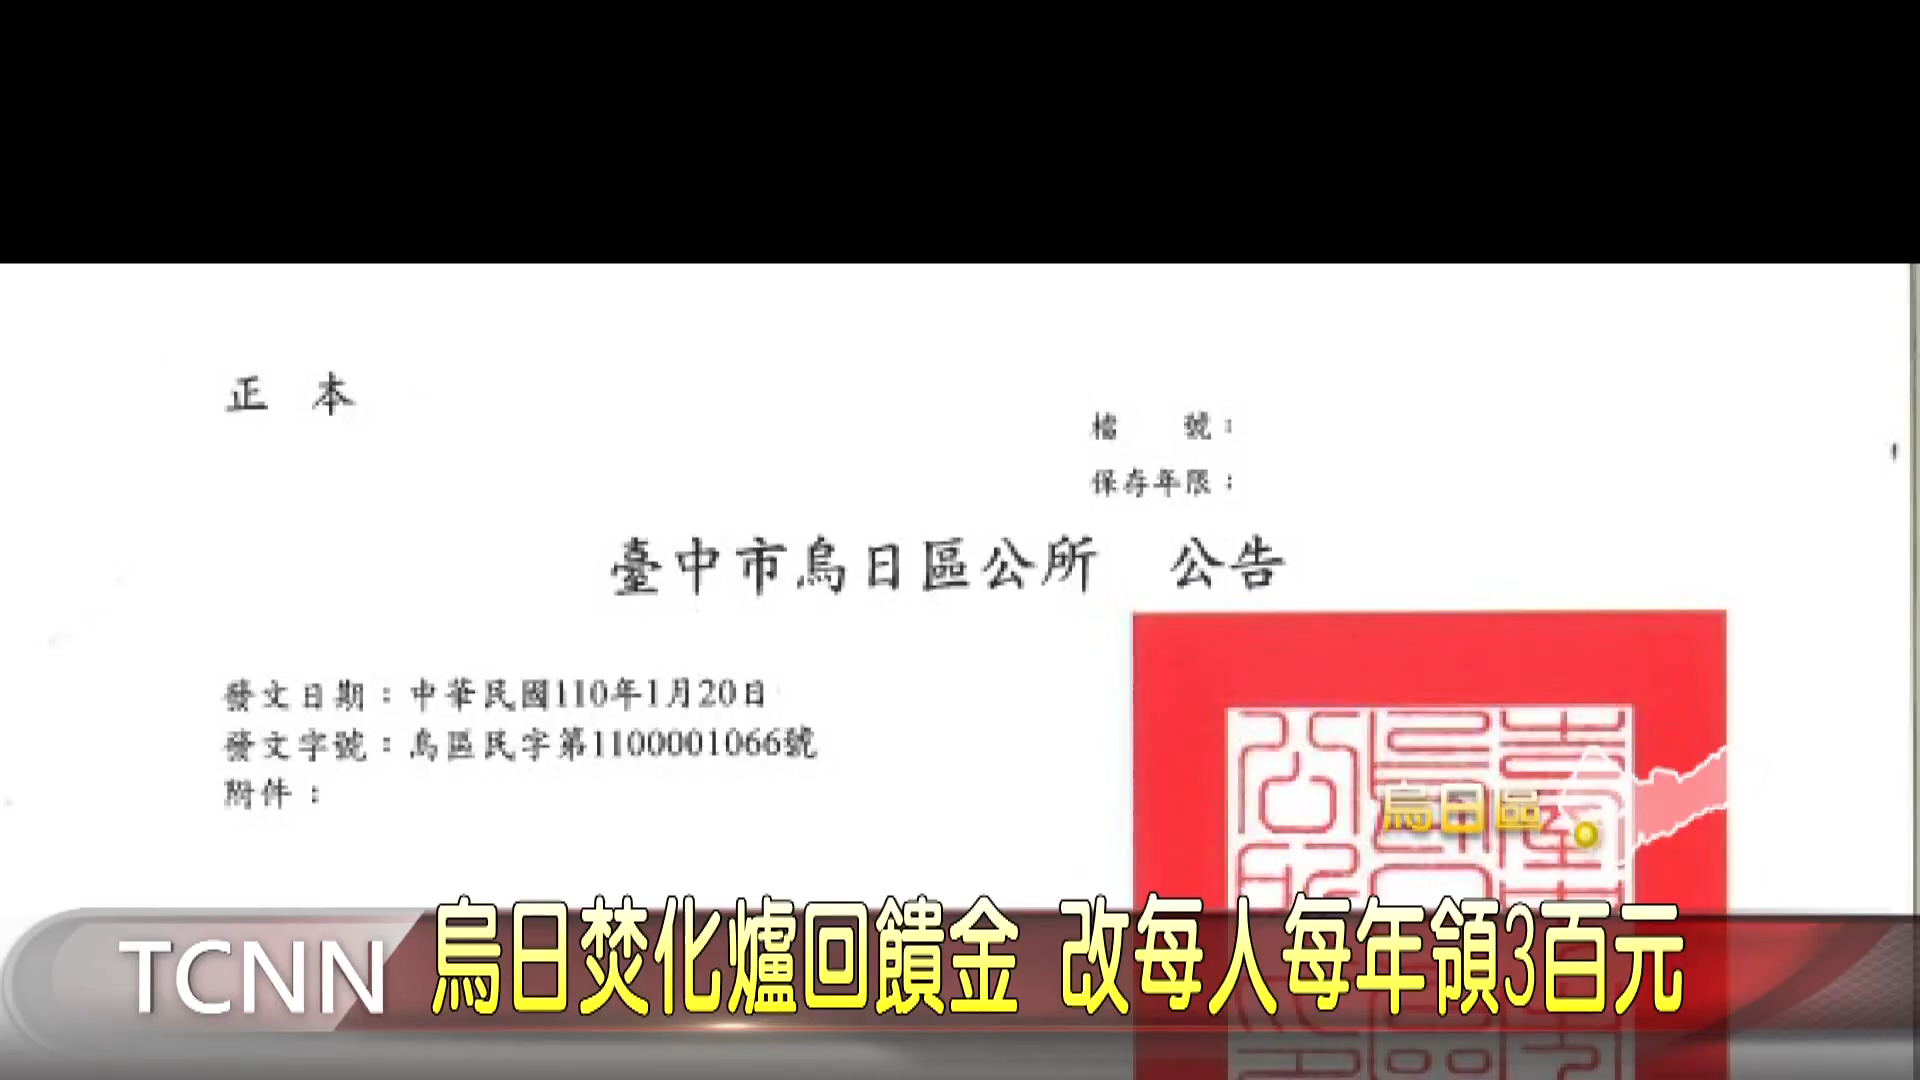 正 本
檔 號：
保存年限：
臺中市烏日區公所 公告
發文日期：中華民國110年1月20日
發文字號：烏區民字第1100001066號
附件：
烏日區
TCNN 烏日焚化爐回饋金 改每人每年領3百元